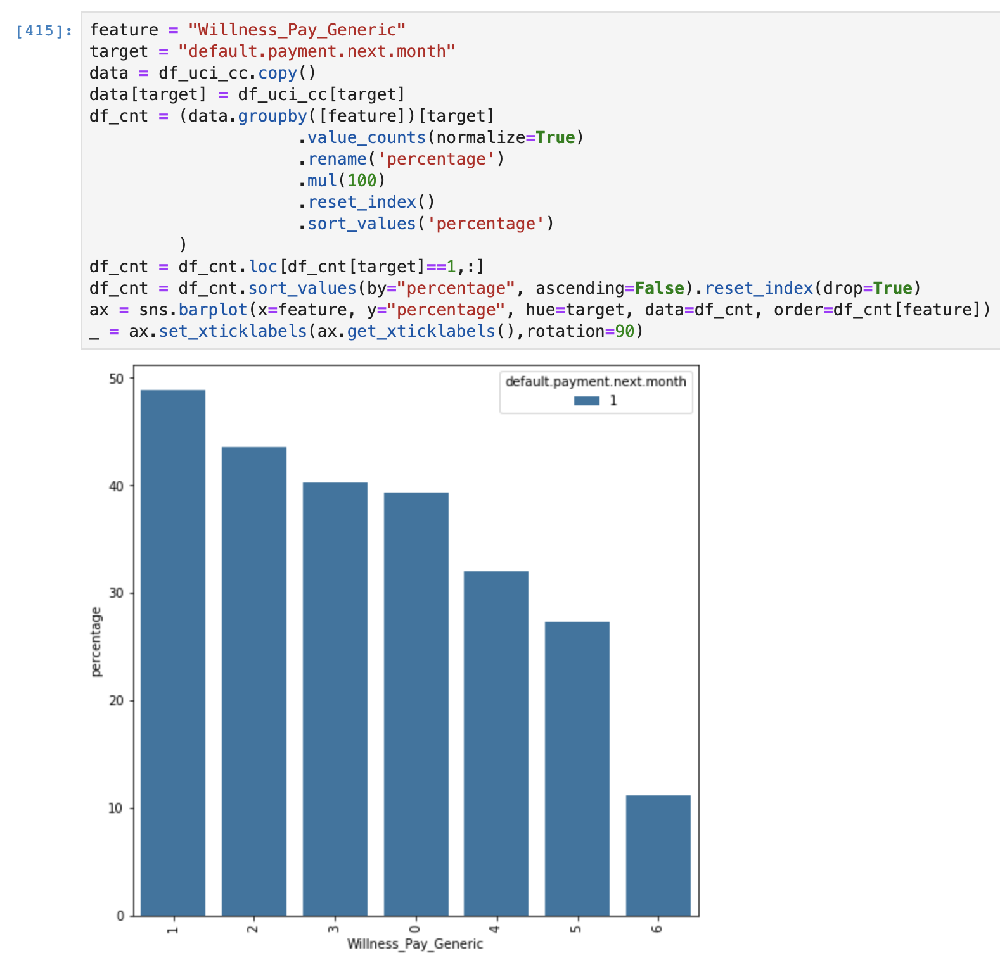 [415]: feature = "Willness_Pay_Generic"
target = "default.payment.next.month"
data = df_uci_cc.copy()
data[target] = df_uci_cc[target]
df_cnt = (data.groupby([feature])[target]
.value_counts(normalize=True)
.rename('percentage')
.mul(100)
.reset_index()
.sort_values('percentage')
)
df_cnt = df_cnt.loc[df_cnt[target]==1,:]
df_cnt = df_cnt.sort_values(by="percentage", ascending=False).reset_index(drop=True)
ax = sns.barplot(x=feature, y="percentage", hue=target, data=df_cnt, order=df_cnt[feature])
_ = ax.set_xticklabels(ax.get_xticklabels(),rotation=90)
default.payment.next.month
1
50
40
30
20
10
0
percentage
1 2 3 0 4 5 6
Willness_Pay_Generic